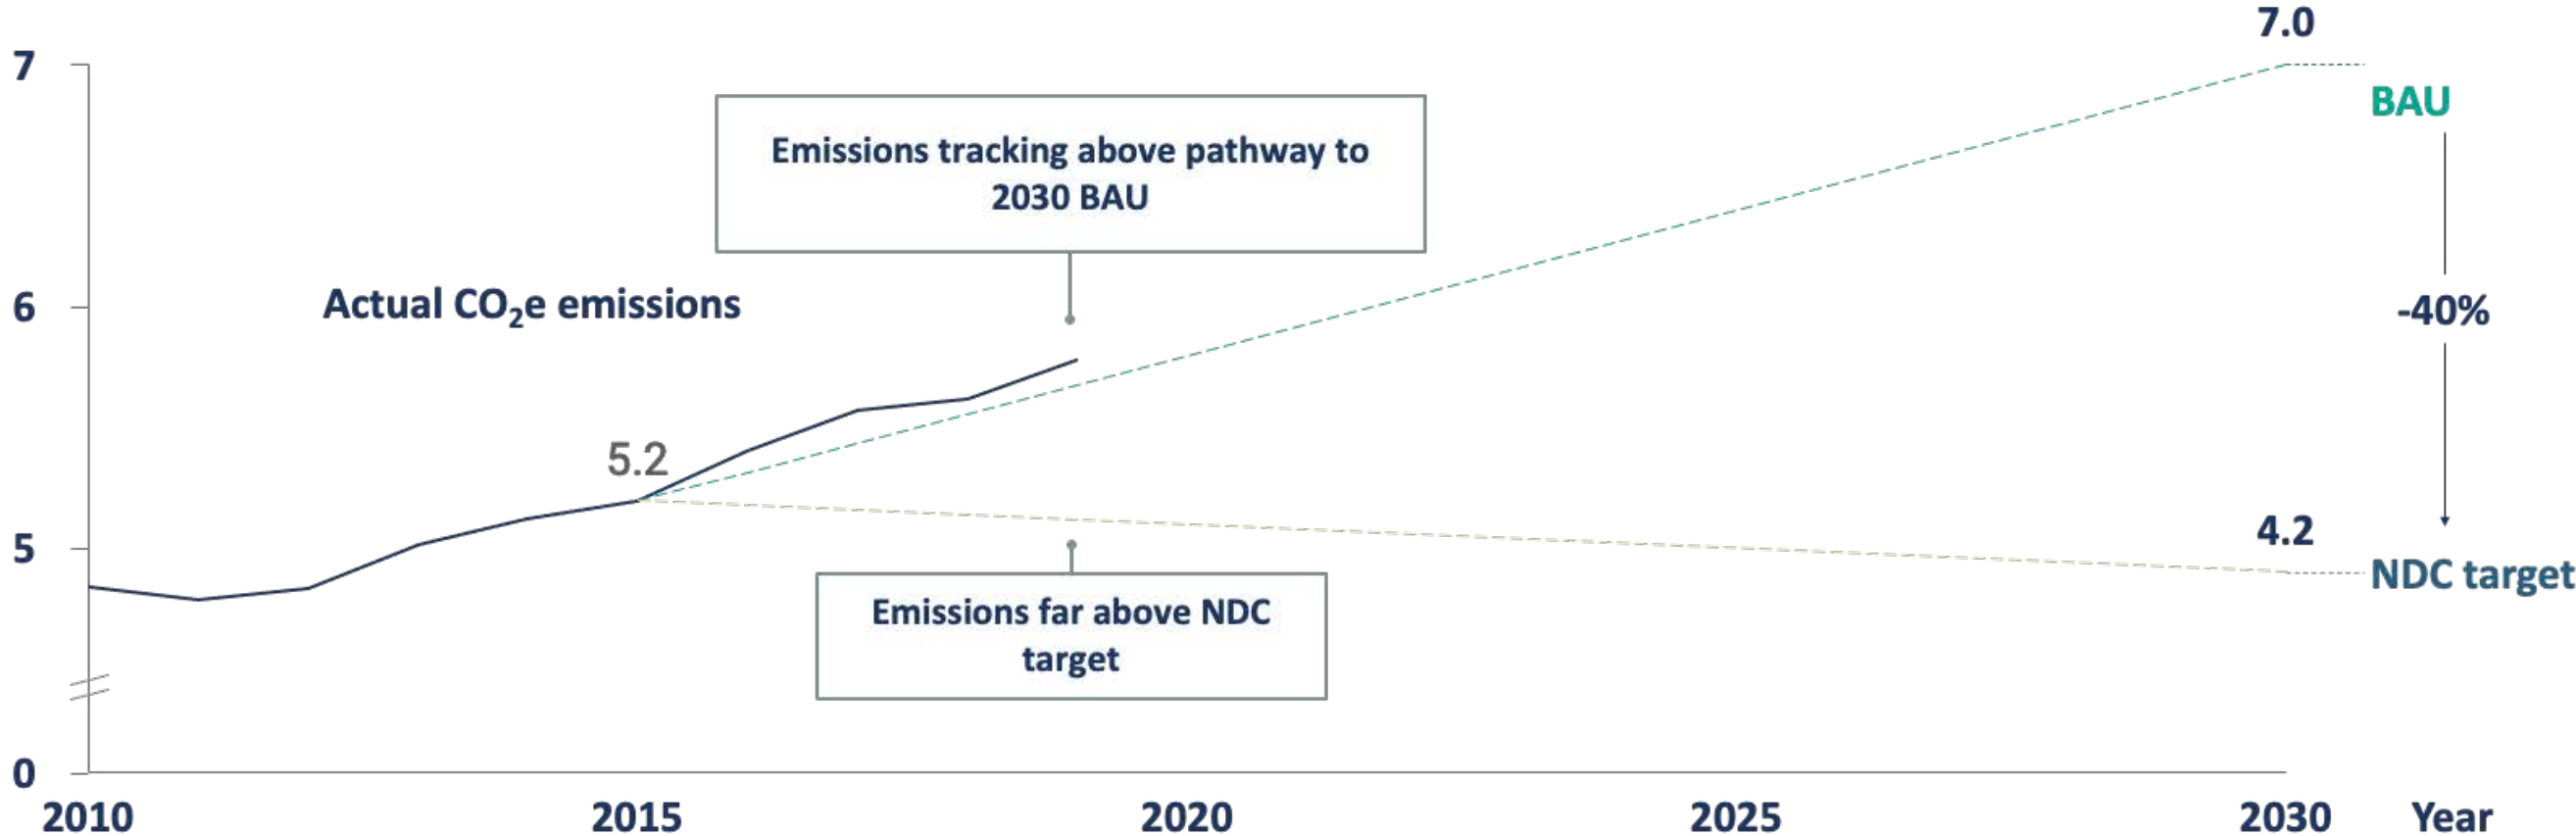 7.0
7
BAU
Emissions tracking above pathway to
2030 BAU
6
Actual CO₂e emissions
-40%
5.2
5
4.2
NDC target
Emissions far above NDC
target
0
2010
2015
2020
2025
2030
Year